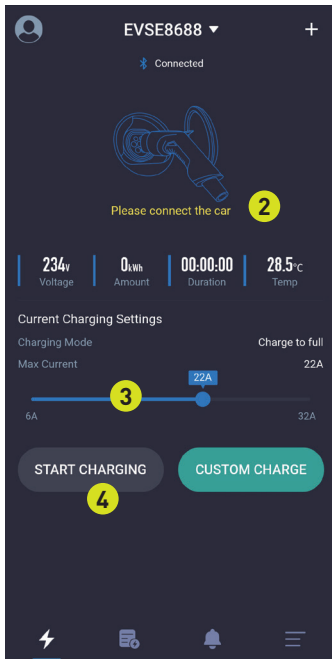 EVSE8688 ▼ +
Connected
Please connect the car 2
234v 0kWh 00:00:00 28.5°C
Voltage Amount Duration Temp
Current Charging Settings
Charging Mode Charge to full
Max Current 22A
22A
3
6A 32A
START CHARGING CUSTOM CHARGE
4